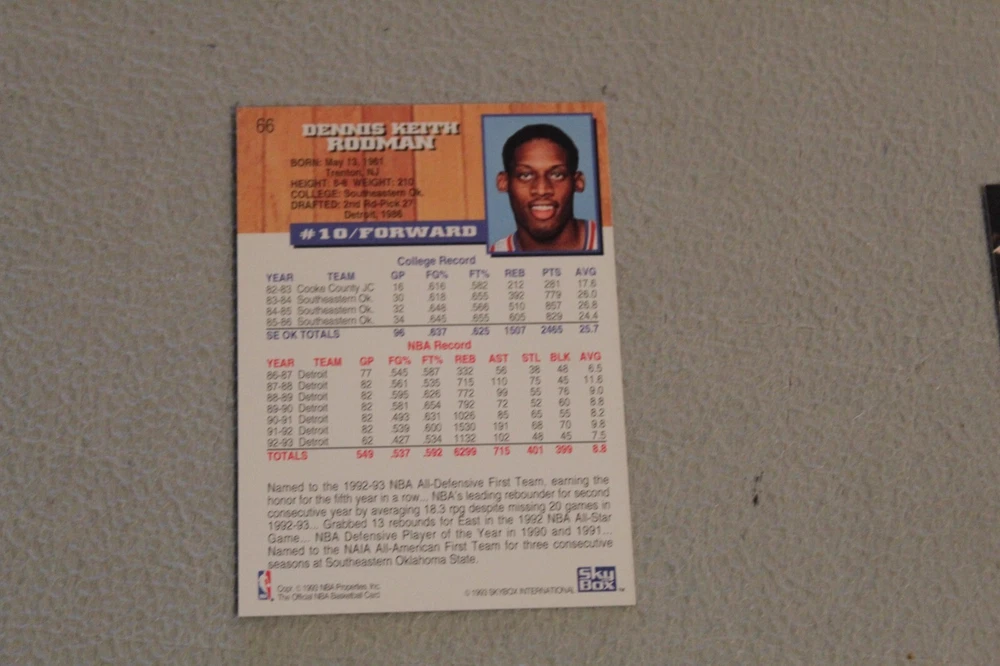 66
DENNIS KEITH
RODMAN
BORN: May 13, 1961
Trenton, NJ
HEIGHT: 6-8 WEIGHT: 210
COLLEGE: Southeastern Ok.
DRAFTED: 2nd Rd-Pick 27
Detroit, 1986
#10/FORWARD
College Record
YEAR TEAM GP FG% FT% REB PTS AVG
82-83 Cooke County JC 16 .616 .582 212 281 17.6
83-84 Southeastern Ok. 30 .618 .655 392 779 26.0
84-85 Southeastern Ok. 32 .648 .566 510 857 26.8
85-86 Southeastern Ok. 34 .645 .655 605 829 24.4
SE OK TOTALS 96 .637 .625 1507 2465 25.7
NBA Record
YEAR TEAM GP FG% FT% REB AST STL BLK AVG
86-87 Detroit 77 .545 .587 332 56 38 48 6.5
87-88 Detroit 82 .561 .535 715 110 75 45 11.6
88-89 Detroit 82 .595 .626 772 99 55 76 9.0
89-90 Detroit 82 .581 .654 792 72 52 60 8.8
90-91 Detroit 82 .493 .631 1026 85 65 55 8.2
91-92 Detroit 82 .539 .600 1530 191 68 70 9.8
92-93 Detroit 62 .427 .534 1132 102 48 45 7.5
TOTALS 549 .537 .592 6299 715 401 399 8.8
Named to the 1992-93 NBA All-Defensive First Team, earning the
honor for the fifth year in a row... NBA's leading rebounder for second
consecutive year by averaging 18.3 rpg despite missing 20 games in
1992-93... Grabbed 13 rebounds for East in the 1992 NBA All-Star
Game... NBA Defensive Player of the Year in 1990 and 1991...
Named to the NAIA All-American First Team for three consecutive
seasons at Southeastern Oklahoma State.
Copr. © 1993 NBA Properties, Inc.
The Official NBA Basketball Card
© 1993 SKYBOX INTERNATIONAL
SkyBox™